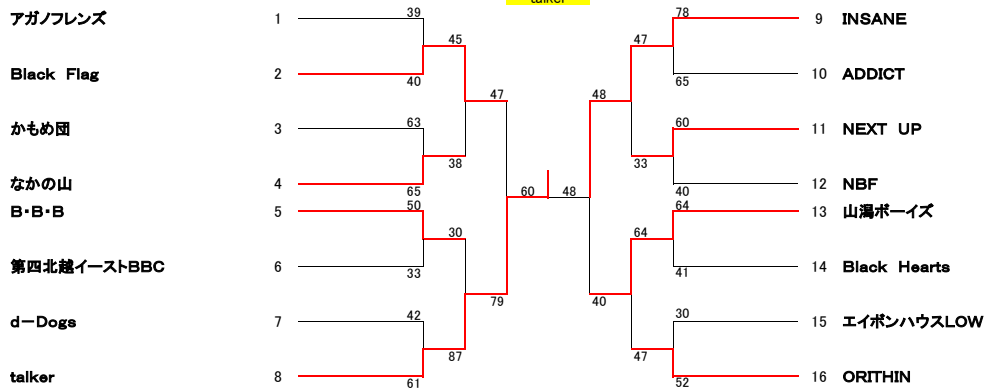 talker
アガノフレンズ 1 39 78 9 INSANE
45 47
Black Flag 2 40 65 10 ADDICT
47 48
かもめ団 3 63 60 11 NEXT UP
38 33
なかの山 4 65 40 12 NBF
60 48
B・B・B 5 50 64 13 山潟ボーイズ
30 64
第四北越イーストBBC 6 33 41 14 Black Hearts
79 40
d－Dogs 7 42 30 15 エイボンハウスLOW
87 47
talker 8 61 52 16 ORITHIN